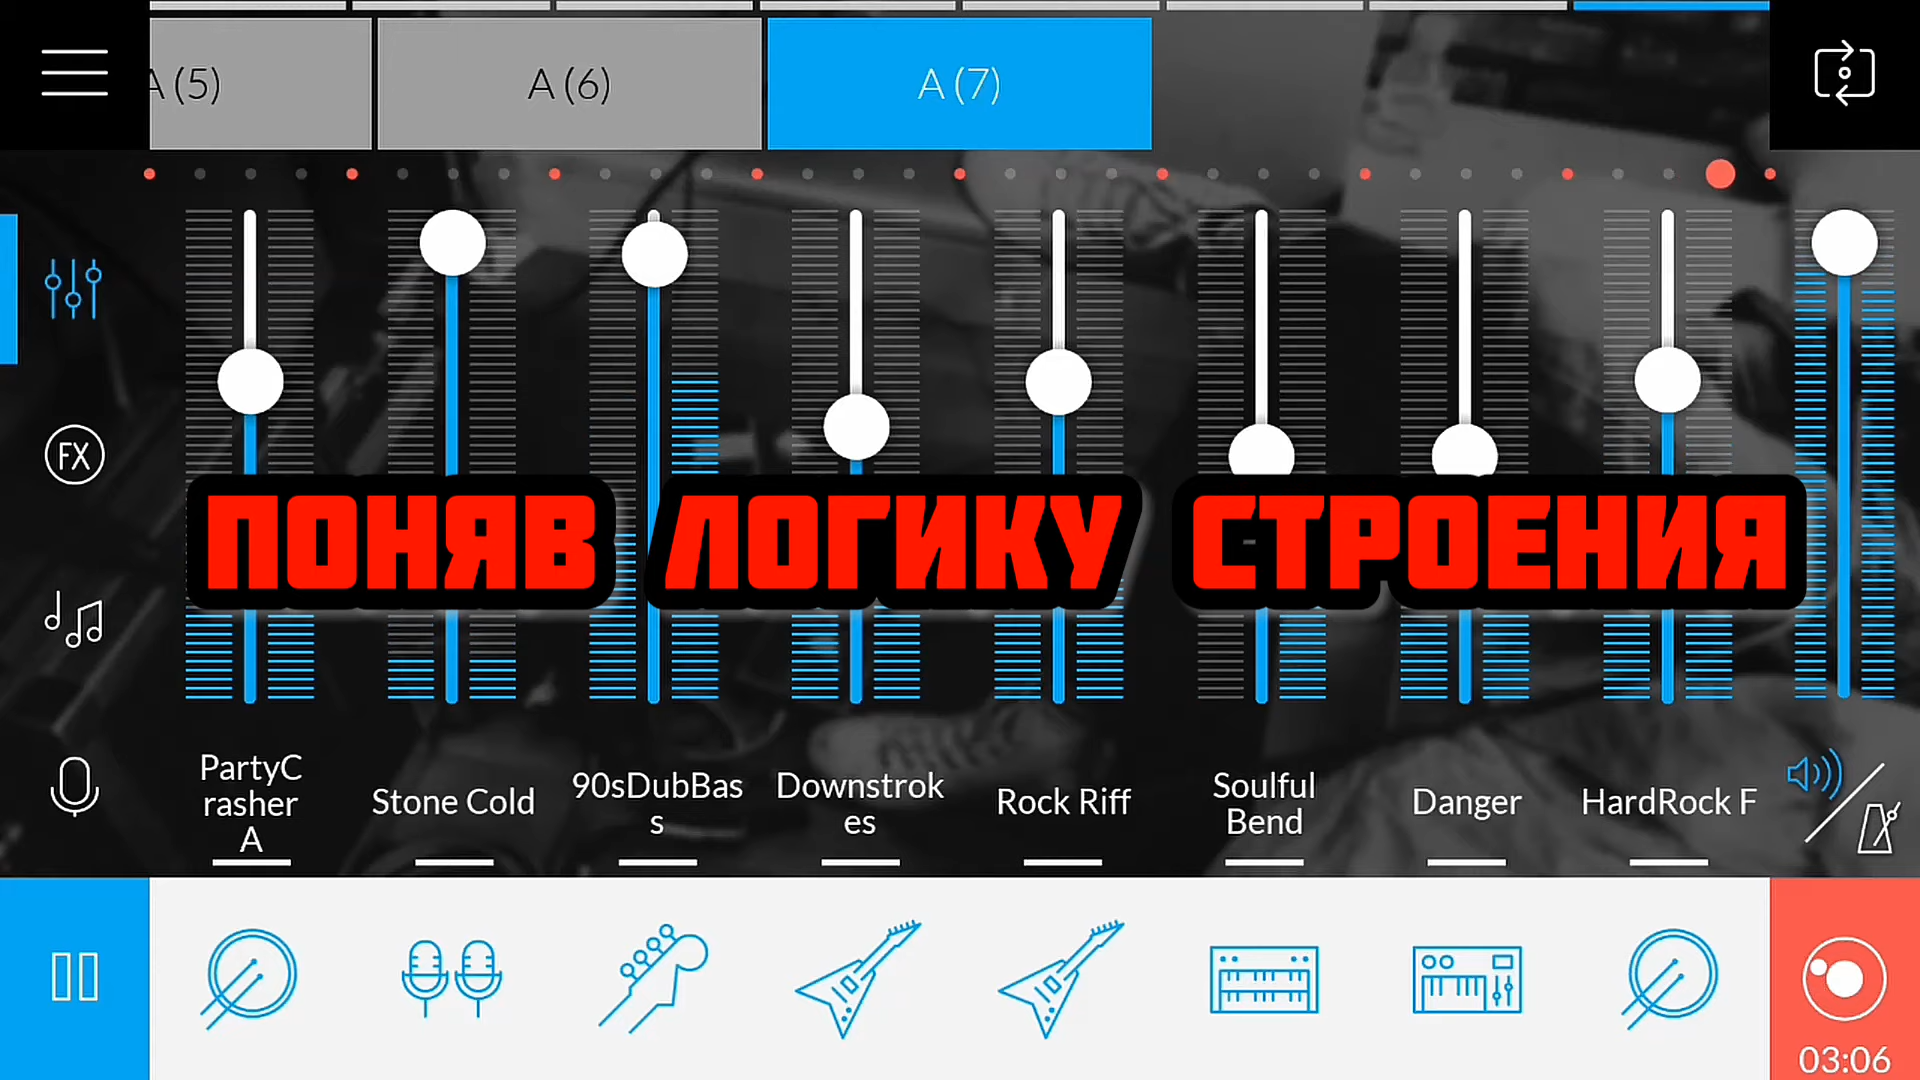 A (5)
A (6)
A (7)
FX
ПОНЯВ ЛОГИКУ СТРОЕНИЯ
PartyC
rasher
A
Stone Cold
90sDubBas
s
Downstrok
es
Rock Riff
Soulful
Bend
Danger
HardRock F
03:06